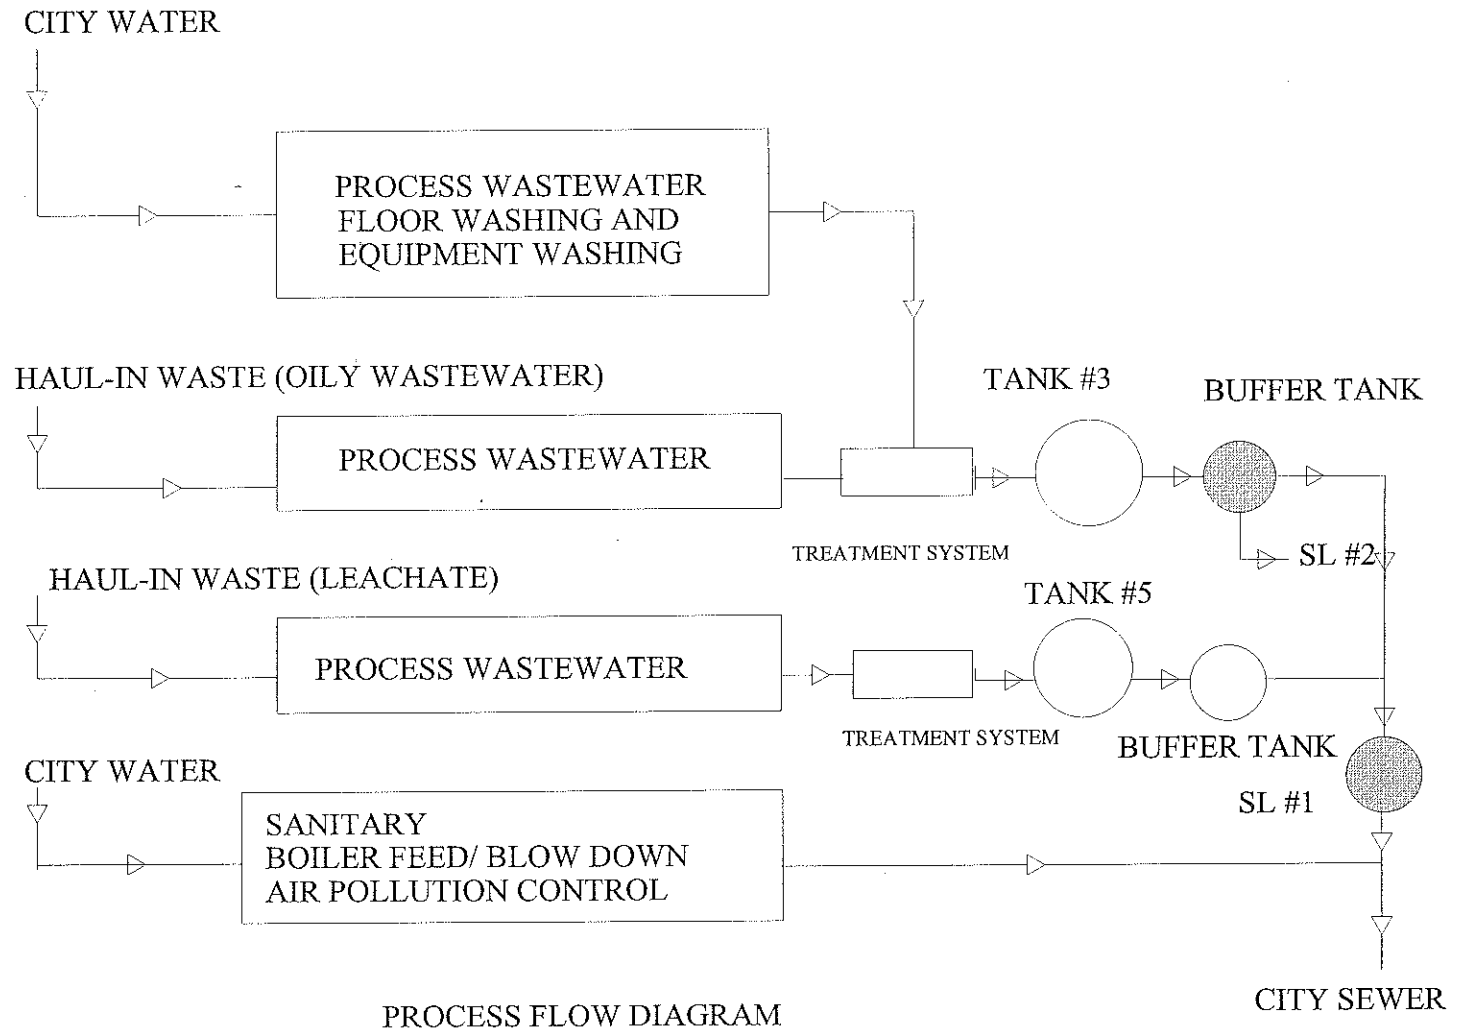 CITY WATER
PROCESS WASTEWATER
FLOOR WASHING AND
EQUIPMENT WASHING
HAUL-IN WASTE (OILY WASTEWATER)
TANK #3
BUFFER TANK
PROCESS WASTEWATER
TREATMENT SYSTEM
SL #2
HAUL-IN WASTE (LEACHATE)
TANK #5
PROCESS WASTEWATER
TREATMENT SYSTEM
BUFFER TANK
CITY WATER
SL #1
SANITARY
BOILER FEED/ BLOW DOWN
AIR POLLUTION CONTROL
CITY SEWER
PROCESS FLOW DIAGRAM